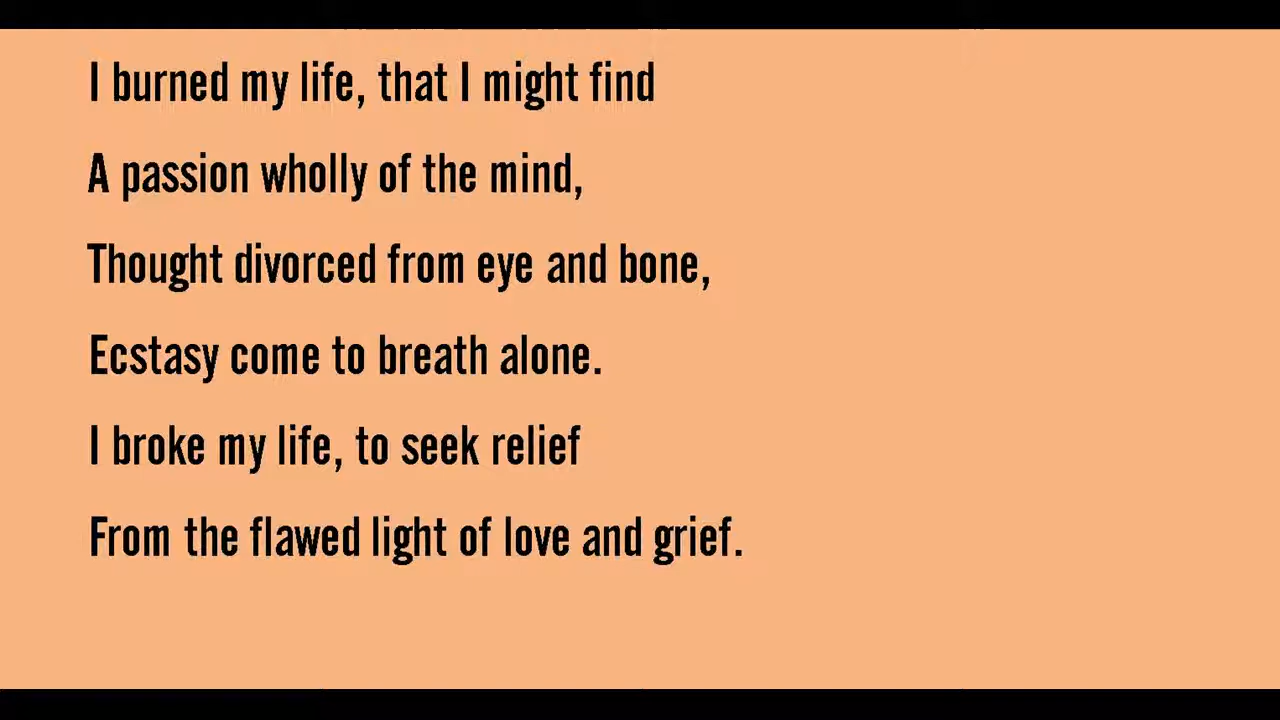 I burned my life, that I might find
A passion wholly of the mind,
Thought divorced from eye and bone,
Ecstasy come to breath alone.
I broke my life, to seek relief
From the flawed light of love and grief.